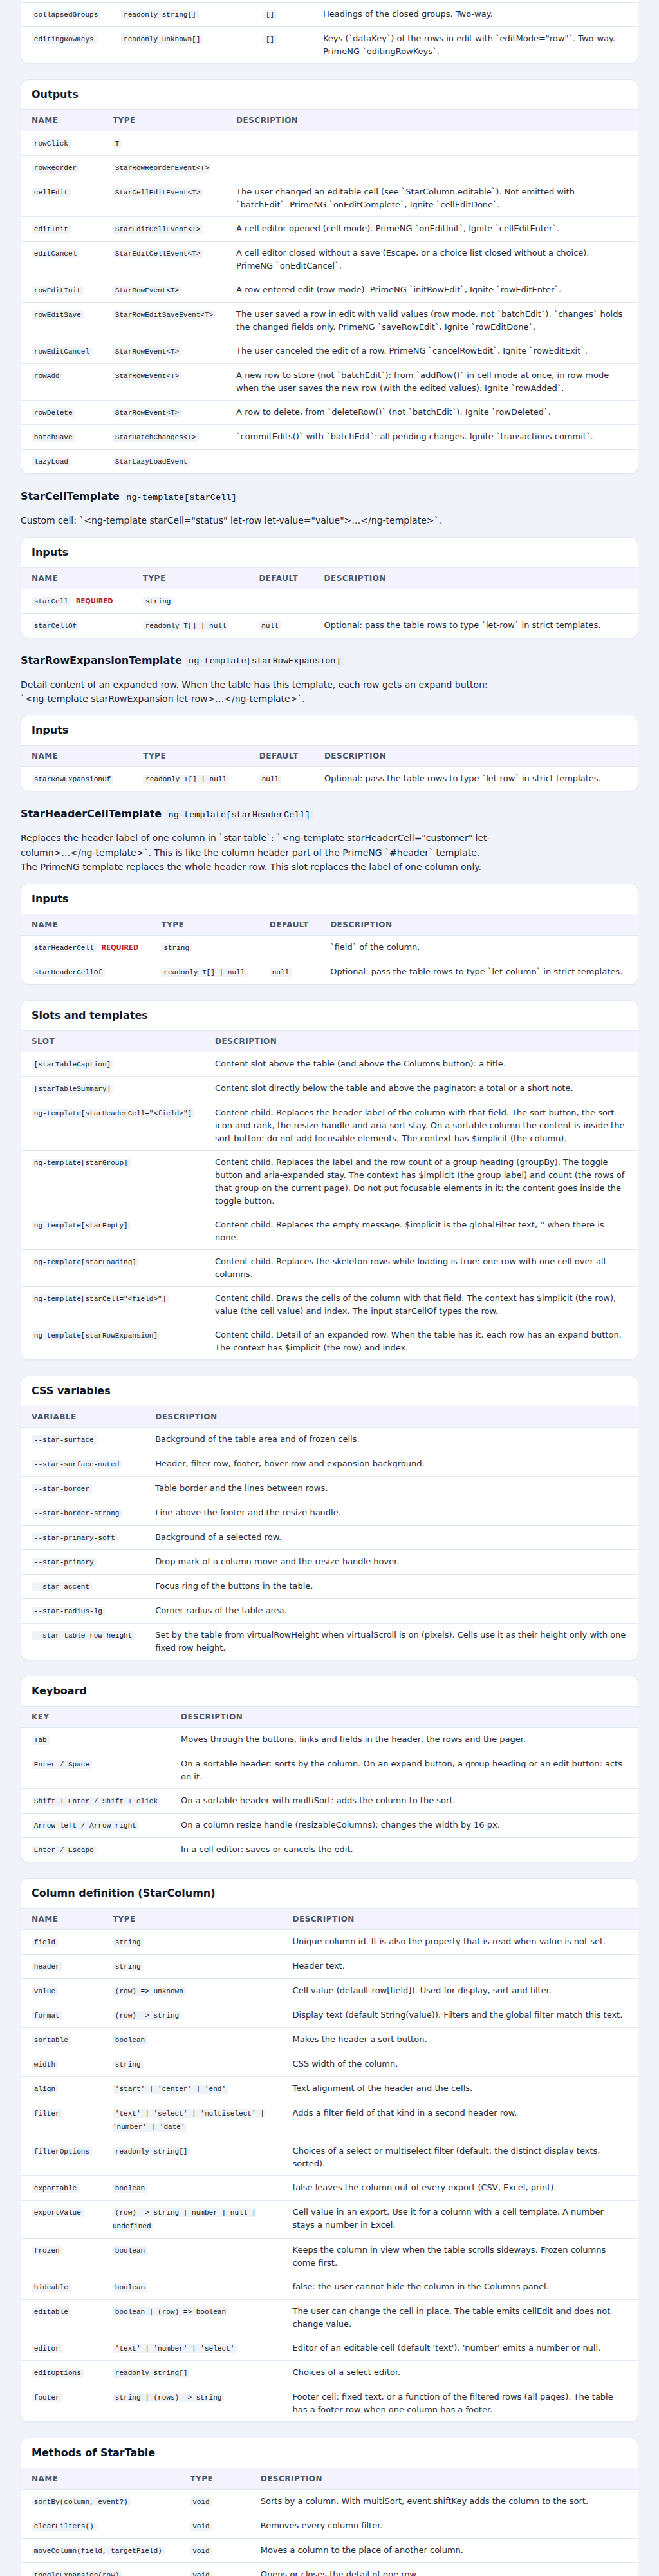 collapsedGroups readonly string[] [] Headings of the closed groups. Two-way.
editingRowKeys readonly unknown[] [] Keys (`dataKey`) of the rows in edit with `editMode="row"`. Two-way.
PrimeNG `editingRowKeys`.
Outputs
NAME TYPE DESCRIPTION
rowClick T
rowReorder StarRowReorderEvent<T>
cellEdit StarCellEditEvent<T> The user changed an editable cell (see `StarColumn.editable`). Not emitted with
`batchEdit`. PrimeNG `onEditComplete`, Ignite `cellEditDone`.
editInit StarEditCellEvent<T> A cell editor opened (cell mode). PrimeNG `onEditInit`, Ignite `cellEditEnter`.
editCancel StarEditCellEvent<T> A cell editor closed without a save (Escape, or a choice list closed without a choice).
PrimeNG `onEditCancel`.
rowEditInit StarRowEvent<T> A row entered edit (row mode). PrimeNG `initRowEdit`, Ignite `rowEditEnter`.
rowEditSave StarRowEditSaveEvent<T> The user saved a row in edit with valid values (row mode, not `batchEdit`). `changes` holds
the changed fields only. PrimeNG `saveRowEdit`, Ignite `rowEditDone`.
rowEditCancel StarRowEvent<T> The user canceled the edit of a row. PrimeNG `cancelRowEdit`, Ignite `rowEditExit`.
rowAdd StarRowEvent<T> A new row to store (not `batchEdit`): from `addRow()` in cell mode at once, in row mode
when the user saves the new row (with the edited values). Ignite `rowAdded`.
rowDelete StarRowEvent<T> A row to delete, from `deleteRow()` (not `batchEdit`). Ignite `rowDeleted`.
batchSave StarBatchChanges<T> `commitEdits()` with `batchEdit`: all pending changes. Ignite `transactions.commit`.
lazyLoad StarLazyLoadEvent
StarCellTemplate ng-template[starCell]
Custom cell: `<ng-template starCell="status" let-row let-value="value">…</ng-template>`.
Inputs
NAME TYPE DEFAULT DESCRIPTION
starCell REQUIRED string
starCellOf readonly T[] | null null Optional: pass the table rows to type `let-row` in strict templates.
StarRowExpansionTemplate ng-template[starRowExpansion]
Detail content of an expanded row. When the table has this template, each row gets an expand button:
`<ng-template starRowExpansion let-row>…</ng-template>`.
Inputs
NAME TYPE DEFAULT DESCRIPTION
starRowExpansionOf readonly T[] | null null Optional: pass the table rows to type `let-row` in strict templates.
StarHeaderCellTemplate ng-template[starHeaderCell]
Replaces the header label of one column in `star-table`: `<ng-template starHeaderCell="customer" let-
column>…</ng-template>`. This is like the column header part of the PrimeNG `#header` template.
The PrimeNG template replaces the whole header row. This slot replaces the label of one column only.
Inputs
NAME TYPE DEFAULT DESCRIPTION
starHeaderCell REQUIRED string `field` of the column.
starHeaderCellOf readonly T[] | null null Optional: pass the table rows to type `let-column` in strict templates.
Slots and templates
SLOT DESCRIPTION
[starTableCaption] Content slot above the table (and above the Columns button): a title.
[starTableSummary] Content slot directly below the table and above the paginator: a total or a short note.
ng-template[starHeaderCell="<field>"] Content child. Replaces the header label of the column with that field. The sort button, the sort
icon and rank, the resize handle and aria-sort stay. On a sortable column the content is inside the
sort button: do not add focusable elements. The context has $implicit (the column).
ng-template[starGroup] Content child. Replaces the label and the row count of a group heading (groupBy). The toggle
button and aria-expanded stay. The context has $implicit (the group label) and count (the rows of
that group on the current page). Do not put focusable elements in it: the content goes inside the
toggle button.
ng-template[starEmpty] Content child. Replaces the empty message. $implicit is the globalFilter text, '' when there is
none.
ng-template[starLoading] Content child. Replaces the skeleton rows while loading is true: one row with one cell over all
columns.
ng-template[starCell="<field>"] Content child. Draws the cells of the column with that field. The context has $implicit (the row),
value (the cell value) and index. The input starCellOf types the row.
ng-template[starRowExpansion] Content child. Detail of an expanded row. When the table has it, each row has an expand button.
The context has $implicit (the row) and index.
CSS variables
VARIABLE DESCRIPTION
--star-surface Background of the table area and of frozen cells.
--star-surface-muted Header, filter row, footer, hover row and expansion background.
--star-border Table border and the lines between rows.
--star-border-strong Line above the footer and the resize handle.
--star-primary-soft Background of a selected row.
--star-primary Drop mark of a column move and the resize handle hover.
--star-accent Focus ring of the buttons in the table.
--star-radius-lg Corner radius of the table area.
--star-table-row-height Set by the table from virtualRowHeight when virtualScroll is on (pixels). Cells use it as their height only with one
fixed row height.
Keyboard
KEY DESCRIPTION
Tab Moves through the buttons, links and fields in the header, the rows and the pager.
Enter / Space On a sortable header: sorts by the column. On an expand button, a group heading or an edit button: acts
on it.
Shift + Enter / Shift + click On a sortable header with multiSort: adds the column to the sort.
Arrow left / Arrow right On a column resize handle (resizableColumns): changes the width by 16 px.
Enter / Escape In a cell editor: saves or cancels the edit.
Column definition (StarColumn)
NAME TYPE DESCRIPTION
field string Unique column id. It is also the property that is read when value is not set.
header string Header text.
value (row) => unknown Cell value (default row[field]). Used for display, sort and filter.
format (row) => string Display text (default String(value)). Filters and the global filter match this text.
sortable boolean Makes the header a sort button.
width string CSS width of the column.
align 'start' | 'center' | 'end' Text alignment of the header and the cells.
filter 'text' | 'select' | 'multiselect' | Adds a filter field of that kind in a second header row.
'number' | 'date'
filterOptions readonly string[] Choices of a select or multiselect filter (default: the distinct display texts,
sorted).
exportable boolean false leaves the column out of every export (CSV, Excel, print).
exportValue (row) => string | number | null | Cell value in an export. Use it for a column with a cell template. A number
undefined stays a number in Excel.
frozen boolean Keeps the column in view when the table scrolls sideways. Frozen columns
come first.
hideable boolean false: the user cannot hide the column in the Columns panel.
editable boolean | (row) => boolean The user can change the cell in place. The table emits cellEdit and does not
change value.
editor 'text' | 'number' | 'select' Editor of an editable cell (default 'text'). 'number' emits a number or null.
editOptions readonly string[] Choices of a select editor.
footer string | (rows) => string Footer cell: fixed text, or a function of the filtered rows (all pages). The table
has a footer row when one column has a footer.
Methods of StarTable
NAME TYPE DESCRIPTION
sortBy(column, event?) void Sorts by a column. With multiSort, event.shiftKey adds the column to the sort.
clearFilters() void Removes every column filter.
moveColumn(field, targetField) void Moves a column to the place of another column.
toggleExpansion(row) void Opens or closes the detail of one row.